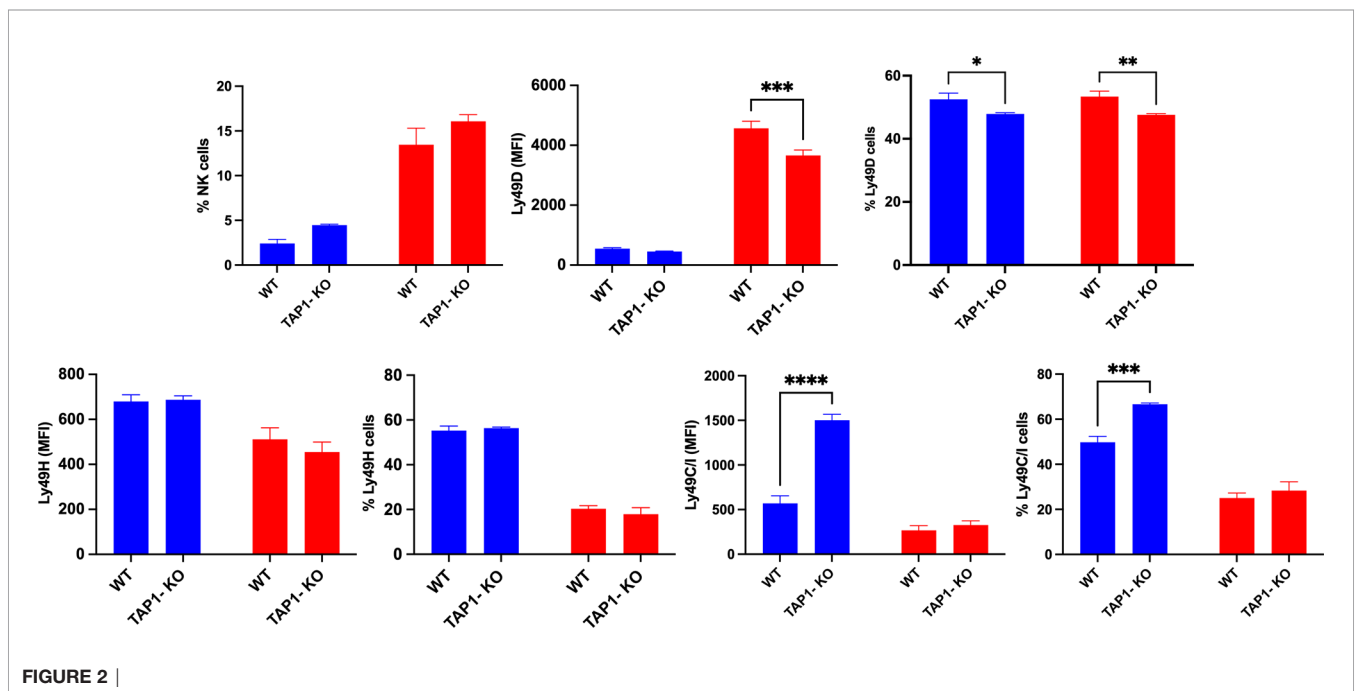 % NK cells
20
15
10
5
0
WT
TAP1- KO
WT
TAP1- KO
Ly49D (MFI)
6000
4000
2000
0
***
WT
TAP1- KO
WT
TAP1- KO
% Ly49D cells
60
40
20
0
*
**
WT
TAP1- KO
WT
TAP1- KO
Ly49H (MFI)
800
600
400
200
0
WT
TAP1- KO
WT
TAP1- KO
% Ly49H cells
80
60
40
20
0
WT
TAP1- KO
WT
TAP1- KO
Ly49C/I (MFI)
2000
1500
1000
500
0
****
WT
TAP1- KO
WT
TAP1- KO
% Ly49C/I cells
80
60
40
20
0
***
WT
TAP1- KO
WT
TAP1- KO
FIGURE 2 |